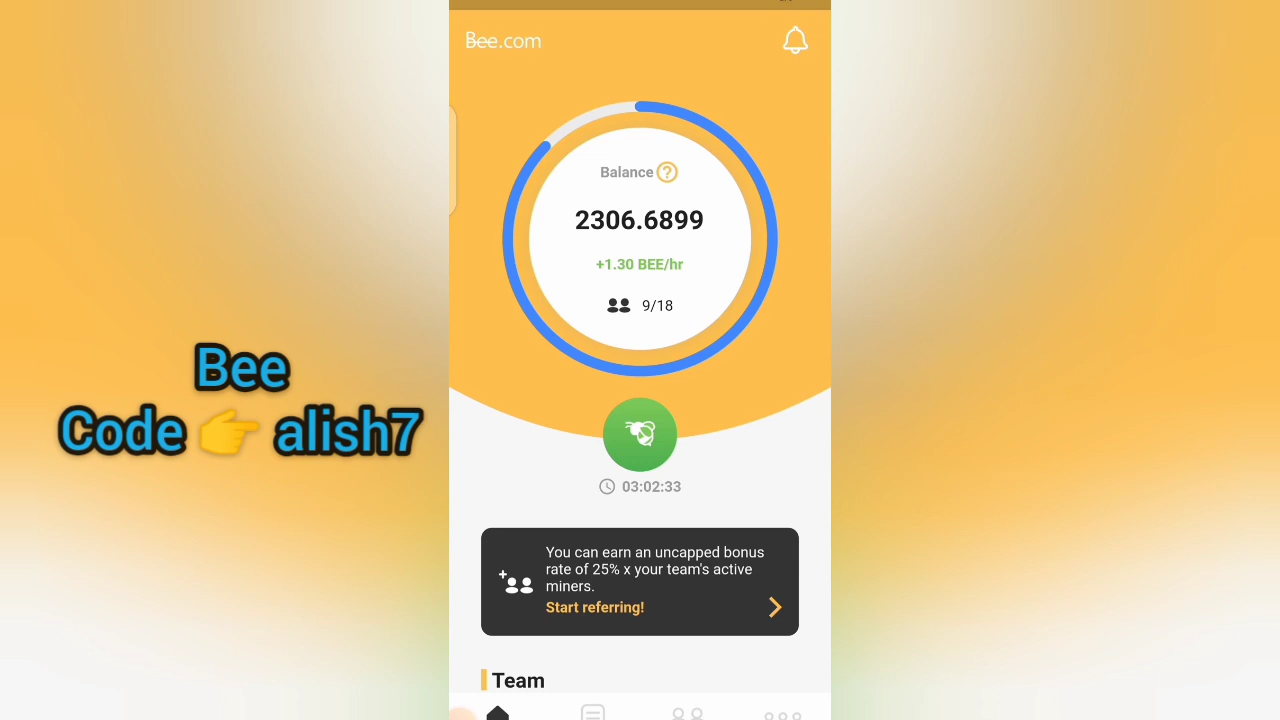 Bee.com
Balance ?
2306.6899
+1.30 BEE/hr
9/18
Bee
Code 👉 alish7
03:02:33
You can earn an uncapped bonus
rate of 25% x your team's active
miners.
Start referring!
Team